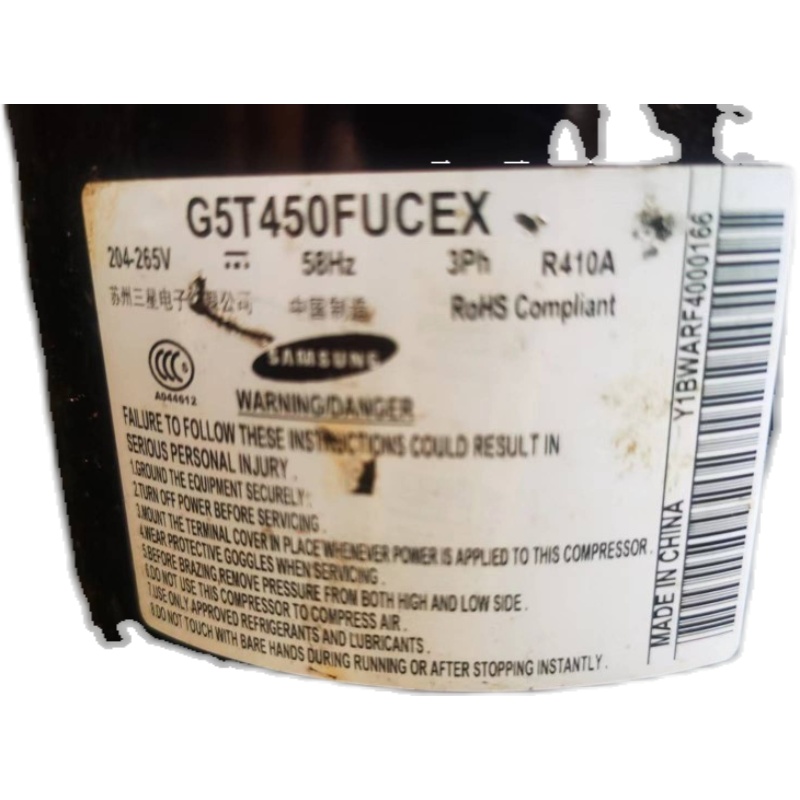 G5T450FUCEX
204-265V 58Hz 3Ph R410A
苏州三星电子有限公司 中国制造 RoHS Compliant
CCC S
A044612
SAMSUNG
WARNING/DANGER
FAILURE TO FOLLOW THESE INSTRUCTIONS COULD RESULT IN
SERIOUS PERSONAL INJURY.
1.GROUND THE EQUIPMENT SECURELY.
2.TURN OFF POWER BEFORE SERVICING.
3.MOUNT THE TERMINAL COVER IN PLACE WHENEVER POWER IS APPLIED TO THIS COMPRESSOR.
4.WEAR PROTECTIVE GOGGLES WHEN SERVICING.
5.BEFORE BRAZING,REMOVE PRESSURE FROM BOTH HIGH AND LOW SIDE.
6.DO NOT USE THIS COMPRESSOR TO COMPRESS AIR.
7.USE ONLY APPROVED REFRIGERANTS AND LUBRICANTS.
8.DO NOT TOUCH WITH BARE HANDS DURING RUNNING OR AFTER STOPPING INSTANTLY.
MADE IN CHINA Y1BWARF4000166